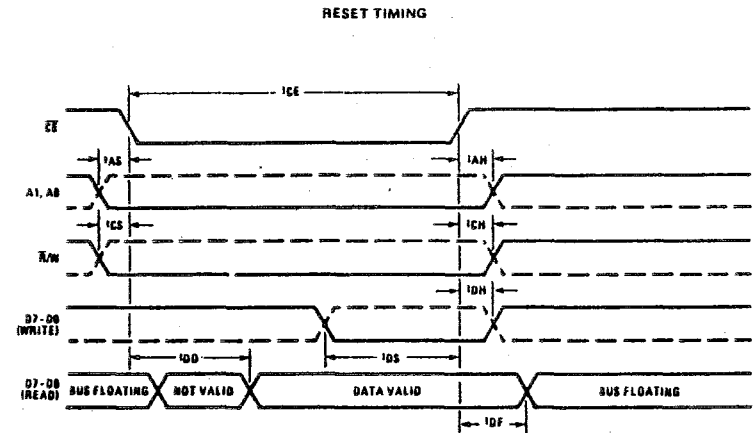 RESET TIMING
tCE
CE
tAS
tAH
A1, A0
tCS
tCH
R/W
tDH
D7-D0
(WRITE)
tDD
tDS
D7-D0
(READ)
BUS FLOATING
NOT VALID
DATA VALID
BUS FLOATING
tDF